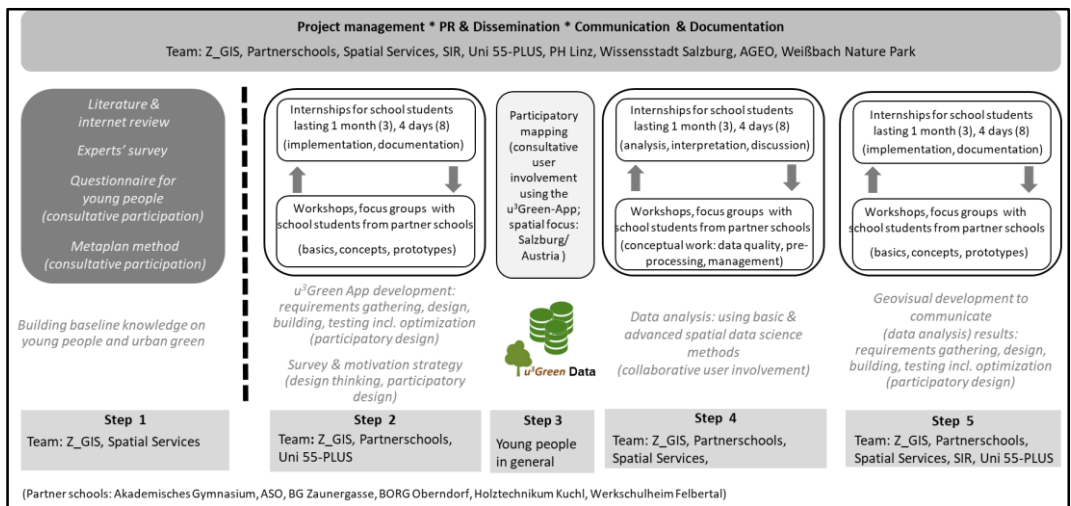 Project management * PR & Dissemination * Communication & Documentation
Team: Z_GIS, Partnerschools, Spatial Services, SIR, Uni 55-PLUS, PH Linz, Wissensstadt Salzburg, AGEO, Weißbach Nature Park
Literature &
internet review
Experts' survey
Questionnaire for
young people
(consultative participation)
Metaplan method
(consultative participation)
Building baseline knowledge on
young people and urban green
Step 1
Team: Z_GIS, Spatial Services
Internships for school students
lasting 1 month (3), 4 days (8)
(implementation, documentation)
Workshops, focus groups with
school students from partner schools
(basics, concepts, prototypes)
u³Green App development:
requirements gathering, design,
building, testing incl. optimization
(participatory design)
Survey & motivation strategy
(design thinking, participatory
design)
Step 2
Team: Z_GIS, Partnerschools,
Uni 55-PLUS
Participatory
mapping
(consultative
user
involvement
using the
u³Green-App;
spatial focus:
Salzburg/
Austria )
u³Green Data
Step 3
Young people
in general
Internships for school students
lasting 1 month (3), 4 days (8)
(analysis, interpretation, discussion)
Workshops, focus groups with
school students from partner schools
(conceptual work: data quality, pre-
processing, management)
Data analysis: using basic &
advanced spatial data science
methods
(collaborative user involvement)
Step 4
Team: Z_GIS, Partnerschools,
Spatial Services,
Internships for school students
lasting 1 month (3), 4 days (8)
(implementation, documentation)
Workshops, focus groups with
school students from partner schools
(basics, concepts, prototypes)
Geovisual development to
communicate
(data analysis) results:
requirements gathering, design,
building, testing incl. optimization
(participatory design)
Step 5
Team: Z_GIS, Partnerschools,
Spatial Services, SIR, Uni 55-PLUS
(Partner schools: Akademisches Gymnasium, ASO, BG Zaunergasse, BORG Oberndorf, Holztechnikum Kuchl, Werkschulheim Felbertal)